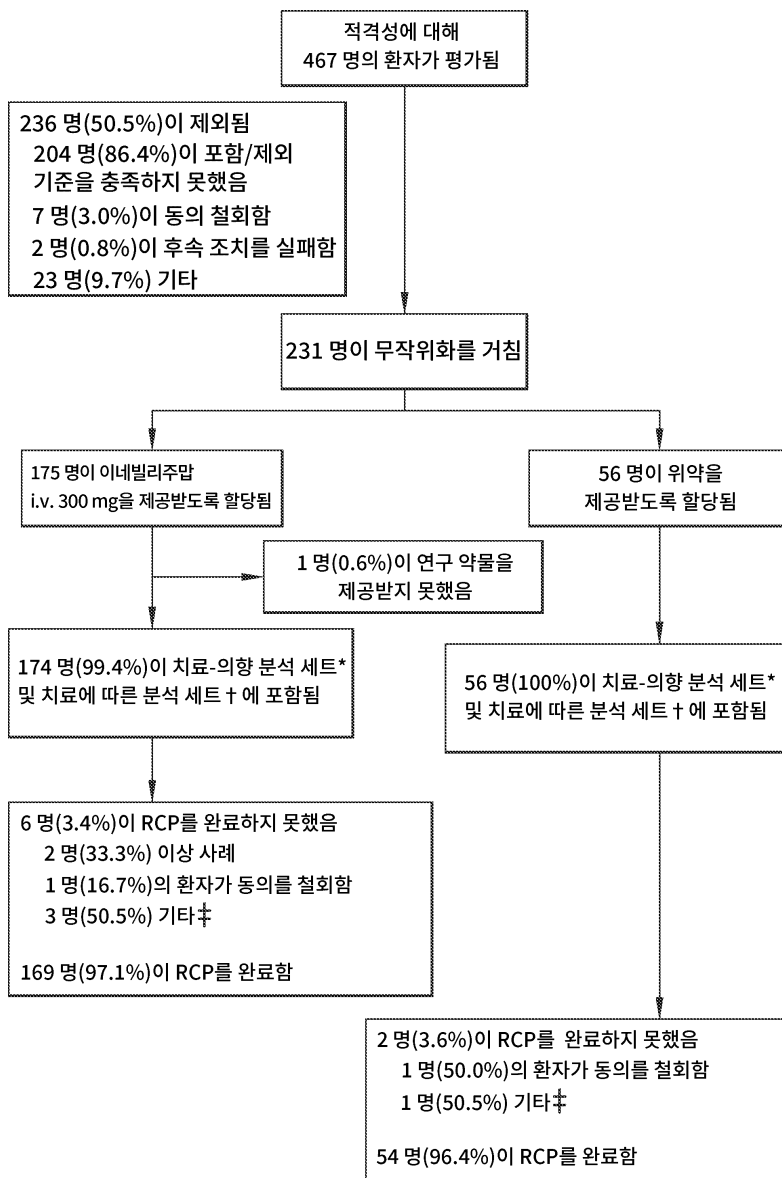 적격성에 대해
467 명의 환자가 평가됨
236 명(50.5%)이 제외됨
204 명(86.4%)이 포함/제외
기준을 충족하지 못했음
7 명(3.0%)이 동의 철회함
2 명(0.8%)이 후속 조치를 실패함
23 명(9.7%) 기타
231 명이 무작위화를 거침
175 명이 이네빌리주맙
i.v. 300 mg을 제공받도록 할당됨
56 명이 위약을
제공받도록 할당됨
1 명(0.6%)이 연구 약물을
제공받지 못했음
174 명(99.4%)이 치료-의향 분석 세트*
및 치료에 따른 분석 세트 † 에 포함됨
56 명(100%)이 치료-의향 분석 세트*
및 치료에 따른 분석 세트 † 에 포함됨
6 명(3.4%)이 RCP를 완료하지 못했음
2 명(33.3%) 이상 사례
1 명(16.7%)의 환자가 동의를 철회함
3 명(50.5%) 기타‡
169 명(97.1%)이 RCP를 완료함
2 명(3.6%)이 RCP를 완료하지 못했음
1 명(50.0%)의 환자가 동의를 철회함
1 명(50.5%) 기타‡
54 명(96.4%)이 RCP를 완료함